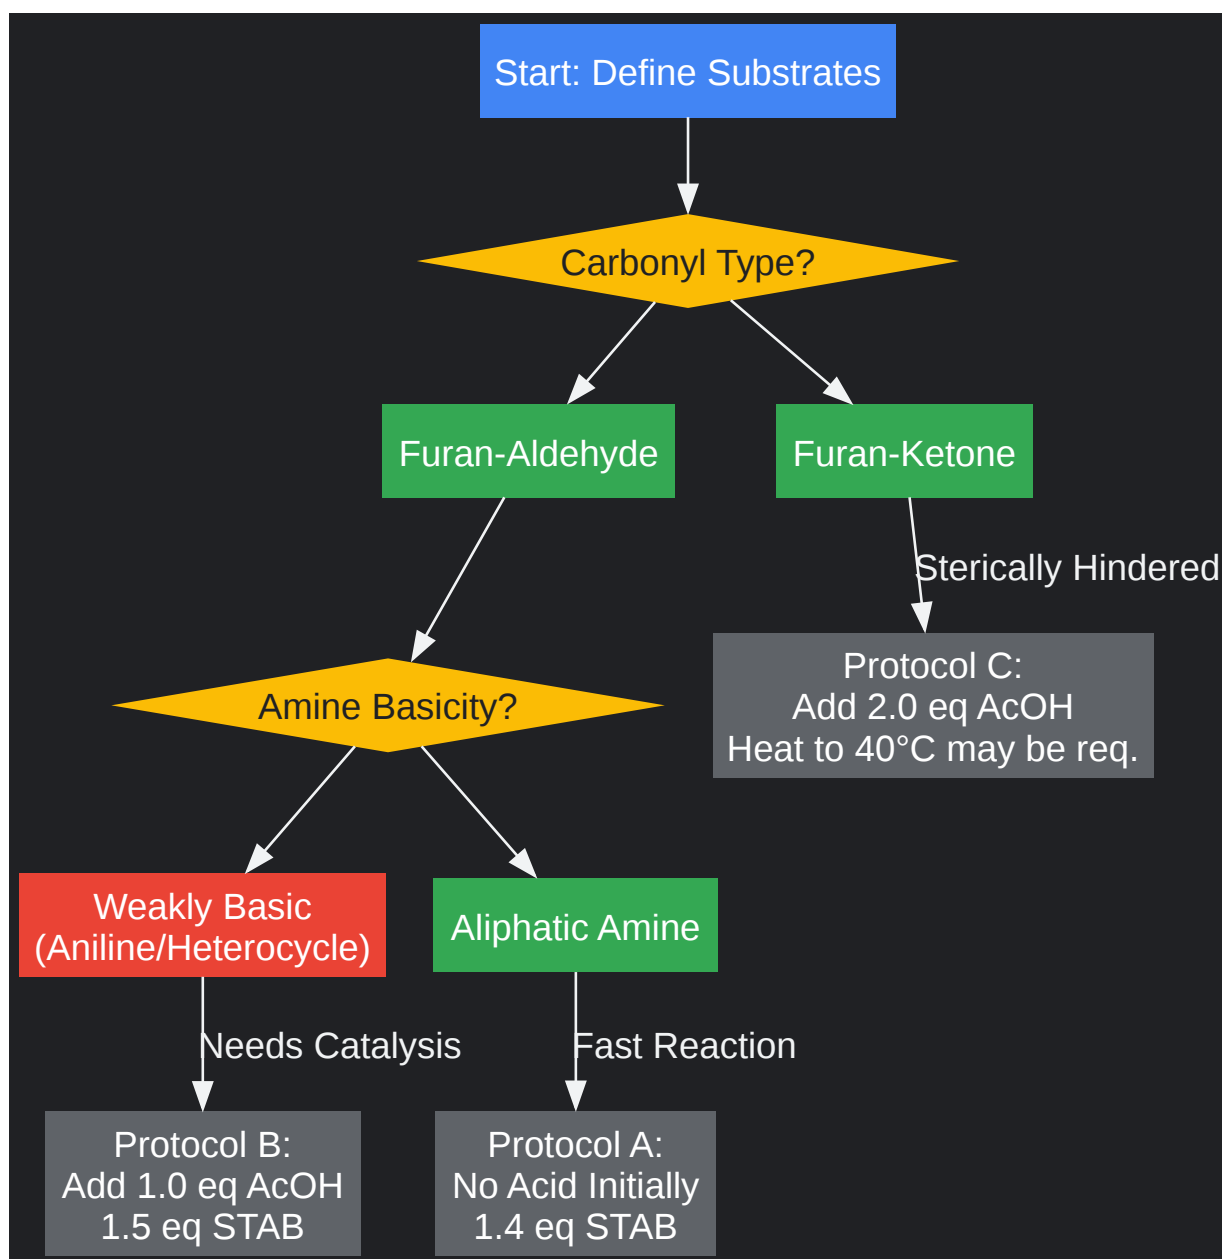 Start: Define Substrates
Carbonyl Type?
Furan-Aldehyde
Furan-Ketone
Sterically Hindered
Protocol C:
Add 2.0 eq AcOH
Heat to 40°C may be req.
Amine Basicity?
Weakly Basic
(Aniline/Heterocycle)
Aliphatic Amine
Needs Catalysis
Fast Reaction
Protocol B:
Add 1.0 eq AcOH
1.5 eq STAB
Protocol A:
No Acid Initially
1.4 eq STAB